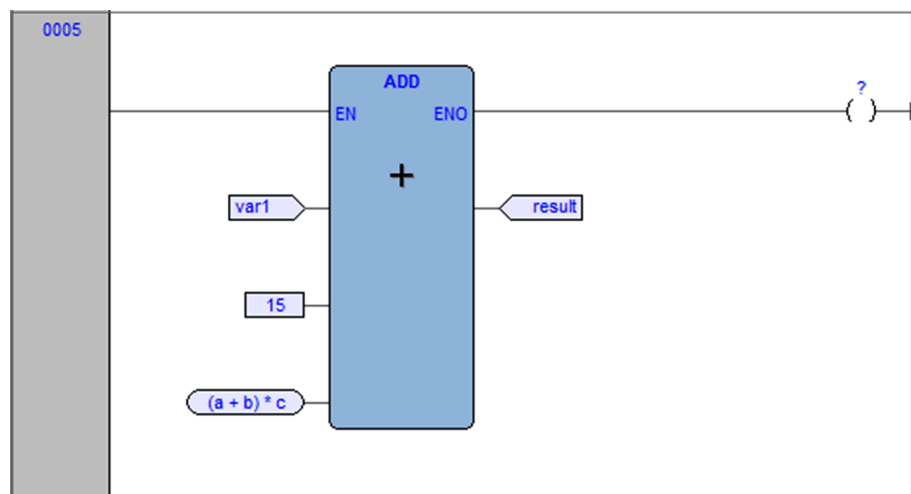 0005
ADD
?
EN ENO
+
var1 result
15
(a + b) * c